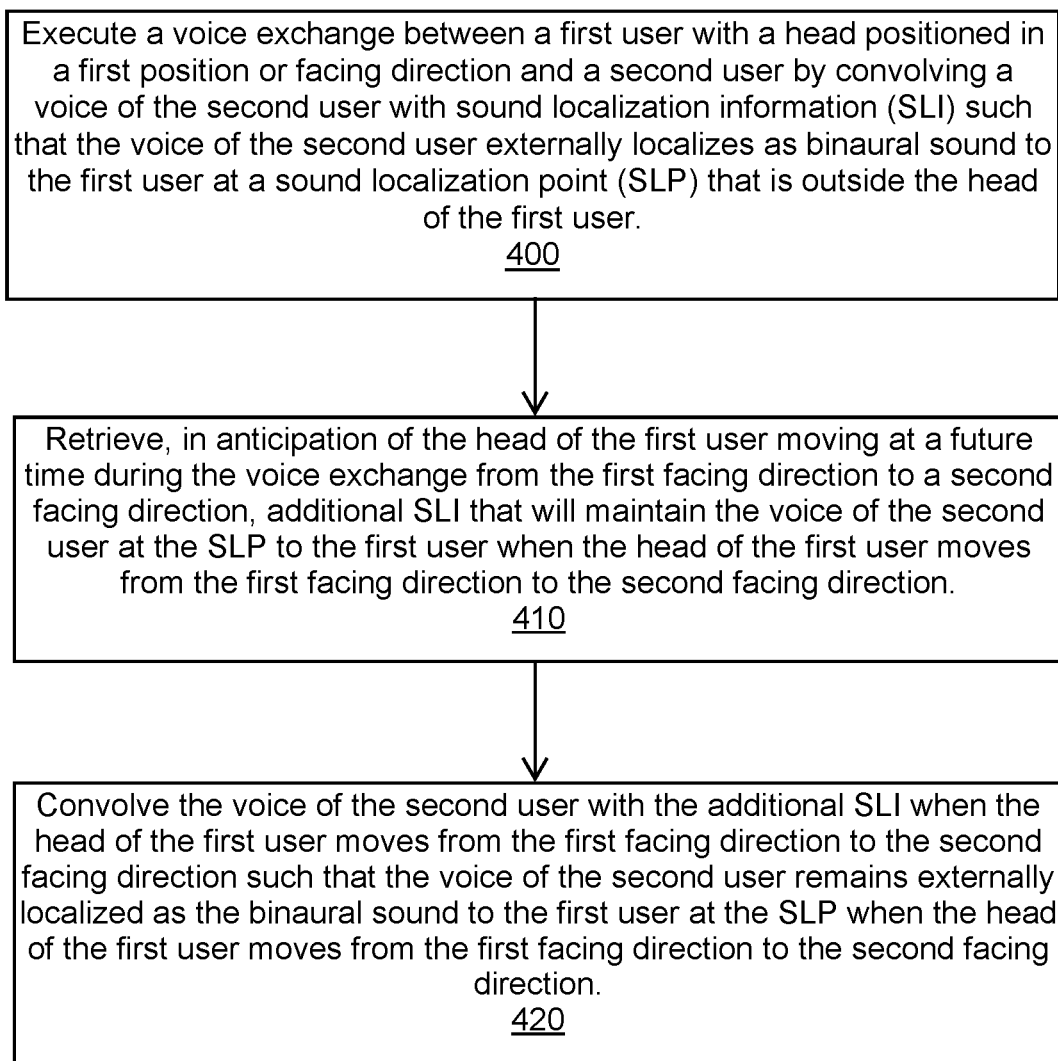 Execute a voice exchange between a first user with a head positioned in
a first position or facing direction and a second user by convolving a
voice of the second user with sound localization information (SLI) such
that the voice of the second user externally localizes as binaural sound to
the first user at a sound localization point (SLP) that is outside the head
of the first user.
400
Retrieve, in anticipation of the head of the first user moving at a future
time during the voice exchange from the first facing direction to a second
facing direction, additional SLI that will maintain the voice of the second
user at the SLP to the first user when the head of the first user moves
from the first facing direction to the second facing direction.
410
Convolve the voice of the second user with the additional SLI when the
head of the first user moves from the first facing direction to the second
facing direction such that the voice of the second user remains externally
localized as the binaural sound to the first user at the SLP when the head
of the first user moves from the first facing direction to the second facing
direction.
420